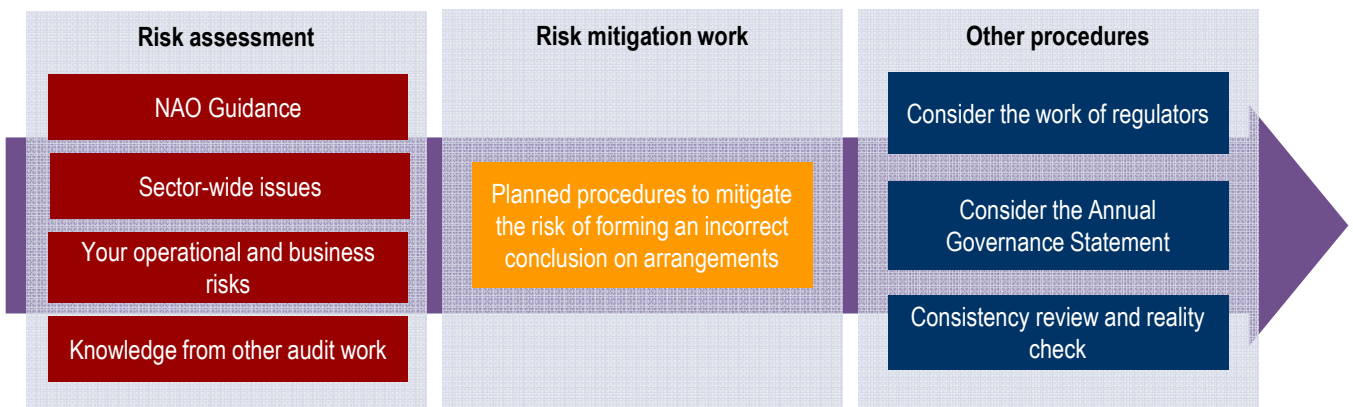 Risk assessment
NAO Guidance
Sector-wide issues
Your operational and business
risks
Knowledge from other audit work
Risk mitigation work
Planned procedures to mitigate
the risk of forming an incorrect
conclusion on arrangements
Other procedures
Consider the work of regulators
Consider the Annual
Governance Statement
Consistency review and reality
check